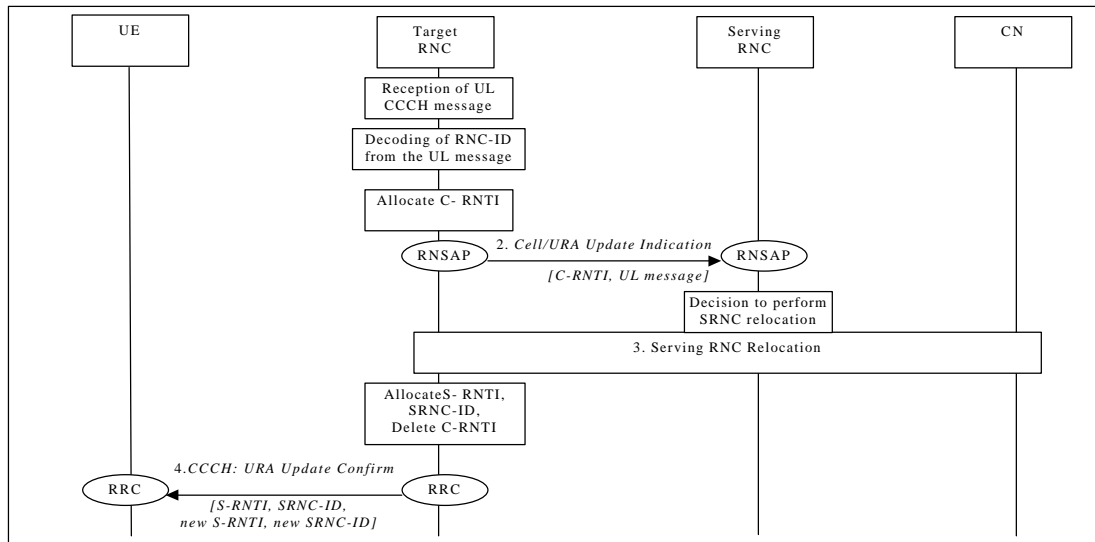 UE
Target
RNC
Serving
RNC
CN
Reception of UL
CCCH message
Decoding of RNC-ID
from the UL message
Allocate C- RNTI
RNSAP
2. Cell/URA Update Indication
RNSAP
[C-RNTI, UL message]
Decision to perform
SRNC relocation
3. Serving RNC Relocation
AllocateS- RNTI,
SRNC-ID,
Delete C-RNTI
4.CCCH: URA Update Confirm
RRC
RRC
[S-RNTI, SRNC-ID,
new S-RNTI, new SRNC-ID]